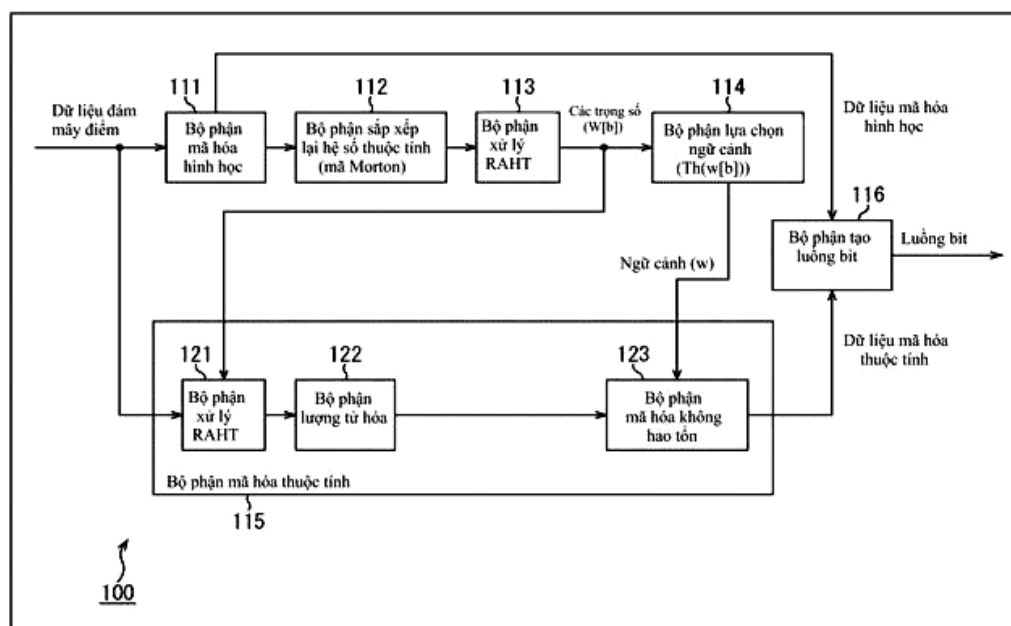 111
112
113
114
Dữ liệu đám
mây điểm
Bộ phận
mã hóa
hình học
Bộ phận sắp xếp
lại hệ số thuộc tính
(mã Morton)
Bộ phận
xử lý
RAHT
Các trọng số
(W[b])
Bộ phận lựa chọn
ngữ cảnh
(Th(w[b]))
Dữ liệu mã hóa
hình học
116
Bộ phận tạo
luồng bit
Luồng bit
Ngữ cảnh (w)
Dữ liệu mã hóa
thuộc tính
121
122
123
Bộ phận
xử lý
RAHT
Bộ phận
lượng tử hóa
Bộ phận
mã hóa không
hao tổn
Bộ phận mã hóa thuộc tính
115
100